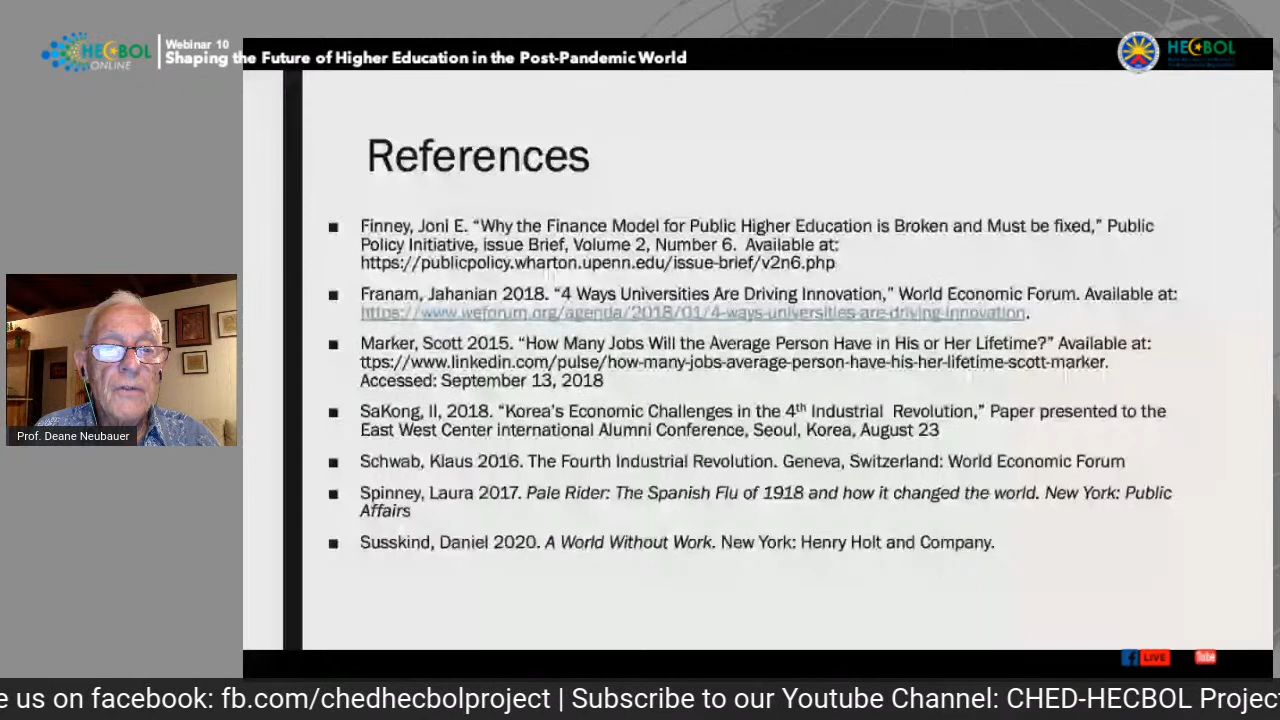 HECBOL
ONLINE
Webinar 10
Shaping the Future of Higher Education in the Post-Pandemic World
HECBOL
References
■ Finney, Joni E. “Why the Finance Model for Public Higher Education is Broken and Must be fixed,” Public
Policy Initiative, issue Brief, Volume 2, Number 6. Available at:
https://publicpolicy.wharton.upenn.edu/issue-brief/v2n6.php
■ Franam, Jahanian 2018. “4 Ways Universities Are Driving Innovation,” World Economic Forum. Available at:
https://www.weforum.org/agenda/2018/01/4-ways-universities-are-driving-innovation.
■ Marker, Scott 2015. “How Many Jobs Will the Average Person Have in His or Her Lifetime?” Available at:
ttps://www.linkedin.com/pulse/how-many-jobs-average-person-have-his-her-lifetime-scott-marker.
Accessed: September 13, 2018
■ SaKong, Il, 2018. “Korea’s Economic Challenges in the 4th Industrial Revolution,” Paper presented to the
East West Center international Alumni Conference, Seoul, Korea, August 23
■ Schwab, Klaus 2016. The Fourth Industrial Revolution. Geneva, Switzerland: World Economic Forum
■ Spinney, Laura 2017. Pale Rider: The Spanish Flu of 1918 and how it changed the world. New York: Public
Affairs
■ Susskind, Daniel 2020. A World Without Work. New York: Henry Holt and Company.
Prof. Deane Neubauer
LIVE
You Tube
e us on facebook: fb.com/chedhecbolproject | Subscribe to our Youtube Channel: CHED-HECBOL Projec